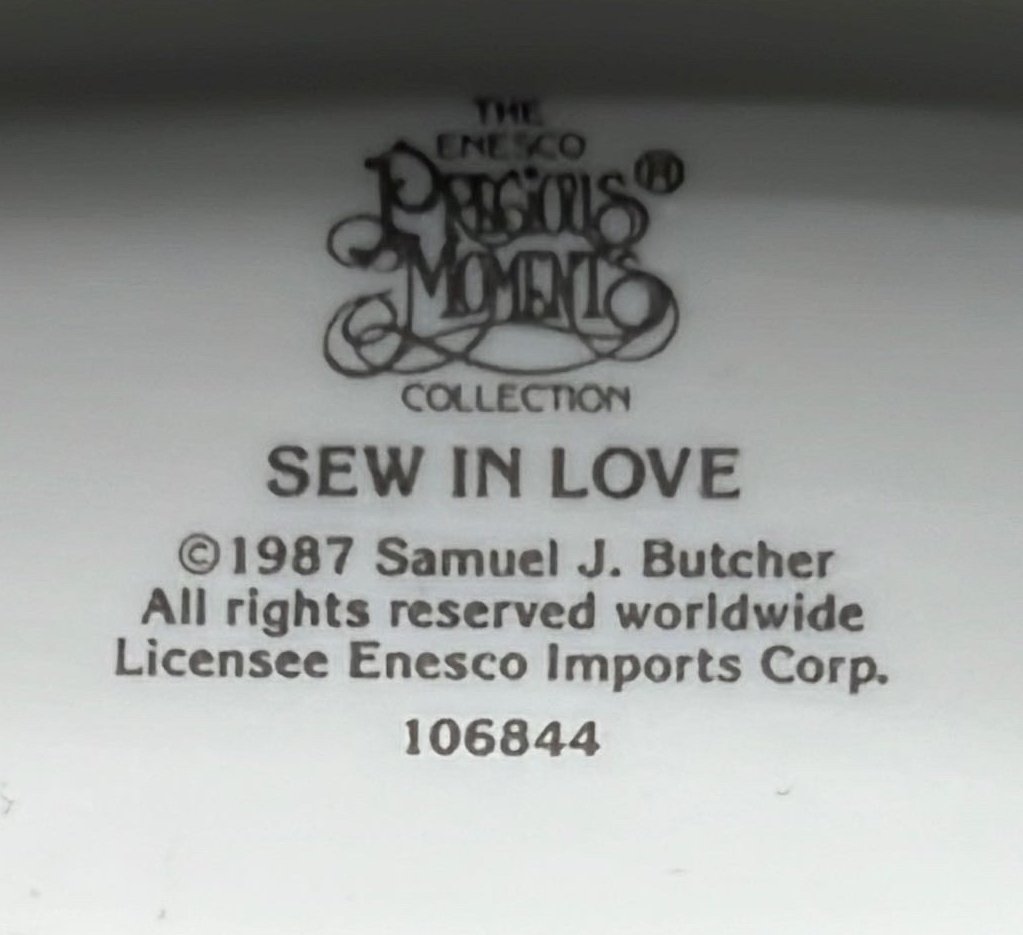 THE
ENESCO
PRECIOUS®
MOMENTS
COLLECTION
SEW IN LOVE
©1987 Samuel J. Butcher
All rights reserved worldwide
Licensee Enesco Imports Corp.
106844